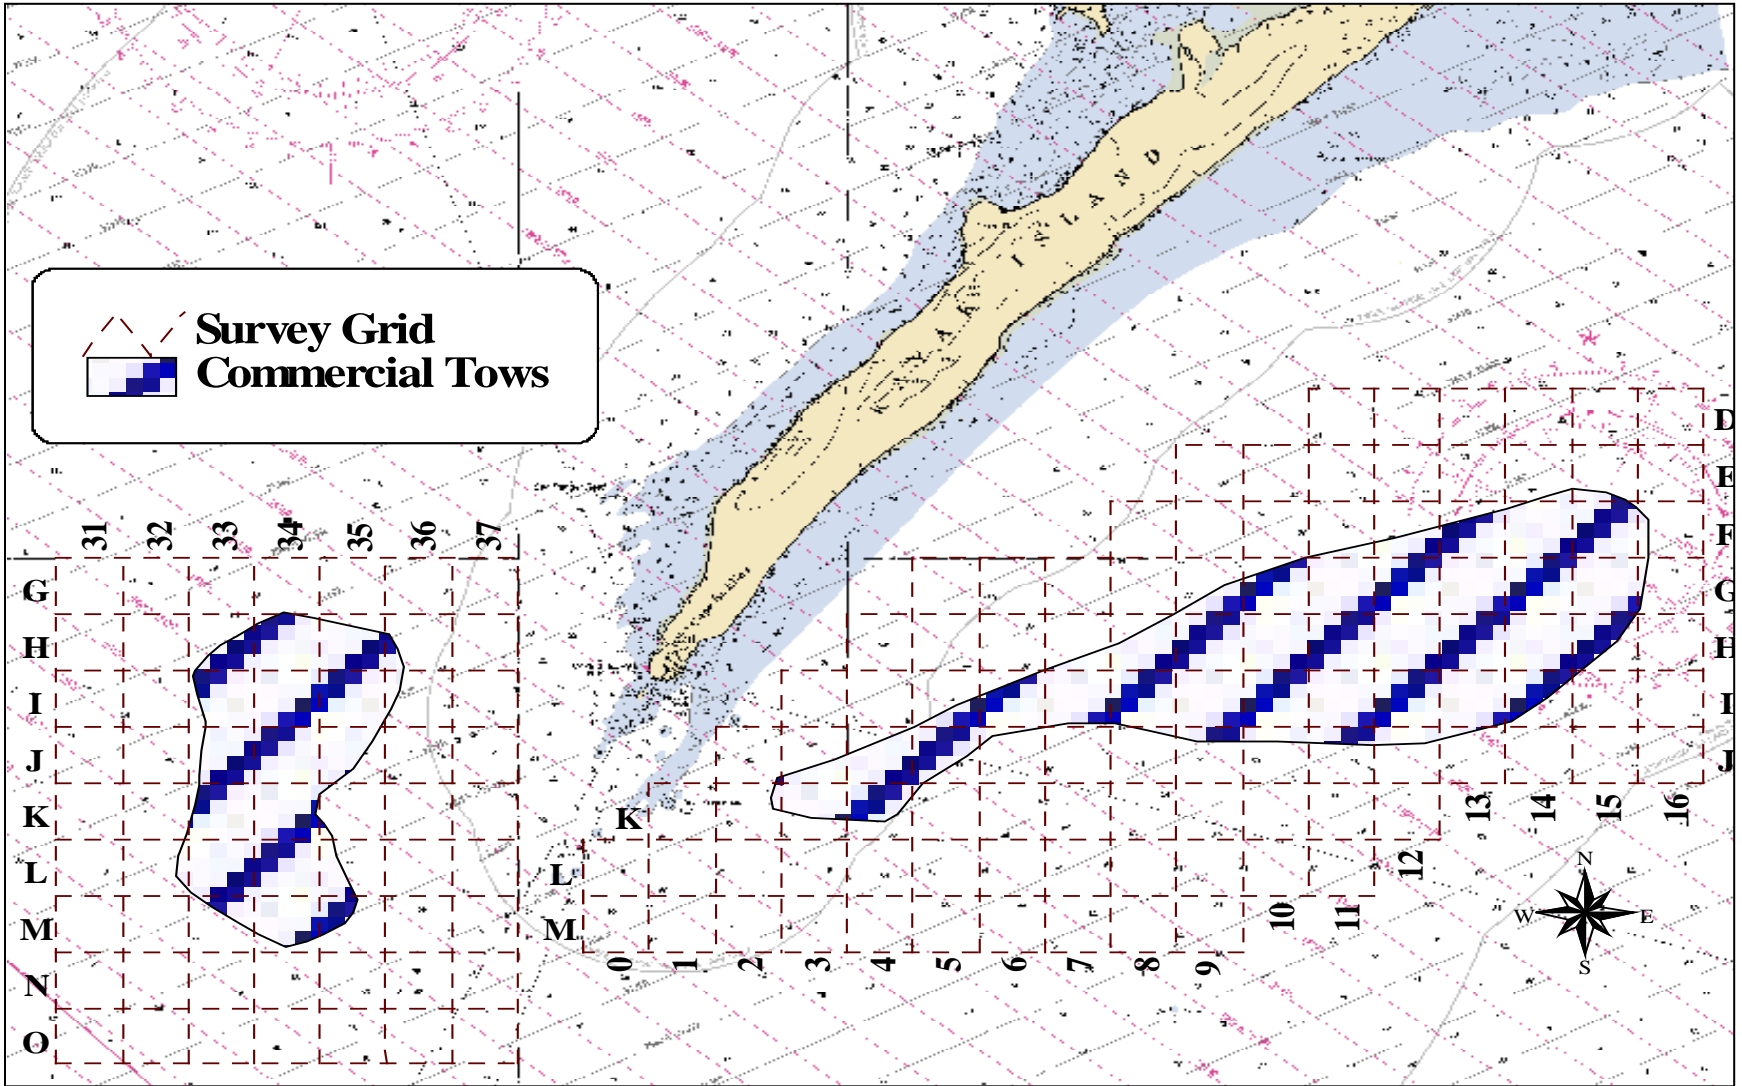 KAYAK ISLAND
Survey Grid
Commercial Tows
D
E
F
G
H
I
J
31 32 33 34 35 36 37
G
H
I
J
K
L
M
N
O
K
L
M
0 1 2 3 4 5 6 7 8 9
10 11
12
13 14 15 16
N
W E
S